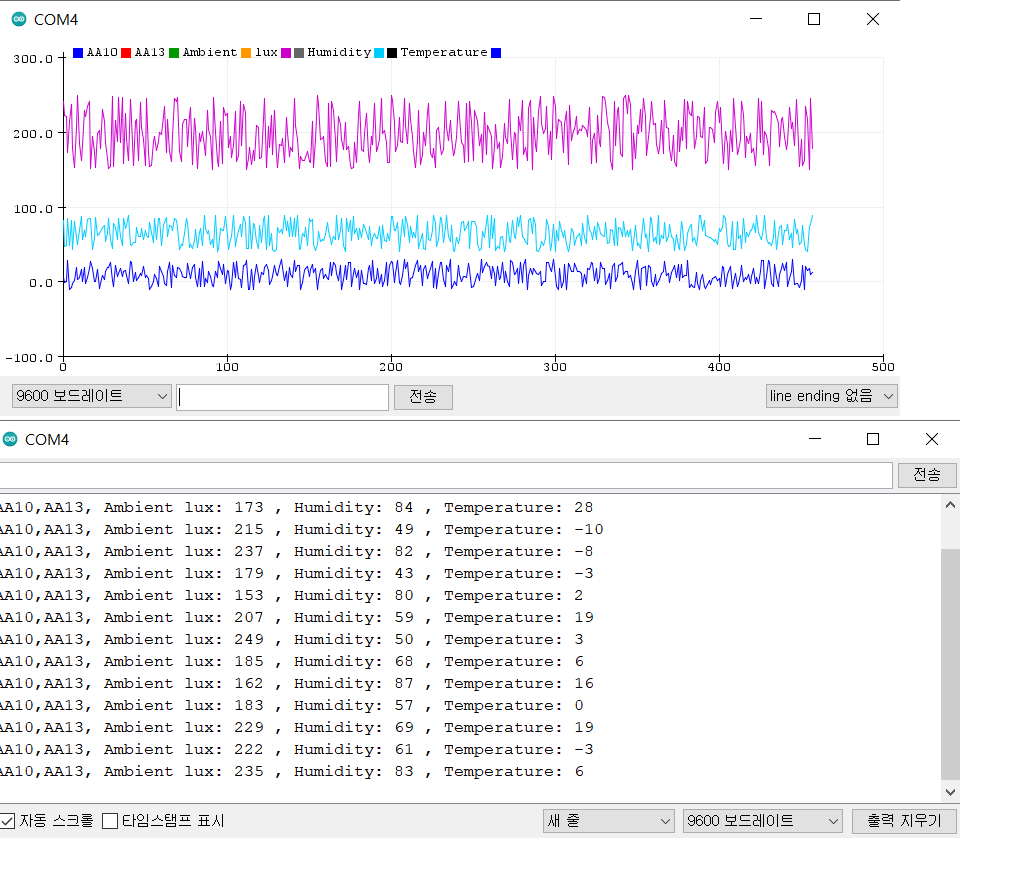 COM4
AA10 AA13 Ambient lux Humidity Temperature
300.0
200.0
100.0
0.0
-100.0
0 100 200 300 400 500
9600 보드레이트 전송 line ending 없음
COM4
전송
AA10,AA13, Ambient lux: 173 , Humidity: 84 , Temperature: 28
AA10,AA13, Ambient lux: 215 , Humidity: 49 , Temperature: -10
AA10,AA13, Ambient lux: 237 , Humidity: 82 , Temperature: -8
AA10,AA13, Ambient lux: 179 , Humidity: 43 , Temperature: -3
AA10,AA13, Ambient lux: 153 , Humidity: 80 , Temperature: 2
AA10,AA13, Ambient lux: 207 , Humidity: 59 , Temperature: 19
AA10,AA13, Ambient lux: 249 , Humidity: 50 , Temperature: 3
AA10,AA13, Ambient lux: 185 , Humidity: 68 , Temperature: 6
AA10,AA13, Ambient lux: 162 , Humidity: 87 , Temperature: 16
AA10,AA13, Ambient lux: 183 , Humidity: 57 , Temperature: 0
AA10,AA13, Ambient lux: 229 , Humidity: 69 , Temperature: 19
AA10,AA13, Ambient lux: 222 , Humidity: 61 , Temperature: -3
AA10,AA13, Ambient lux: 235 , Humidity: 83 , Temperature: 6
자동 스크롤 타임스탬프 표시 새 줄 9600 보드레이트 출력 지우기